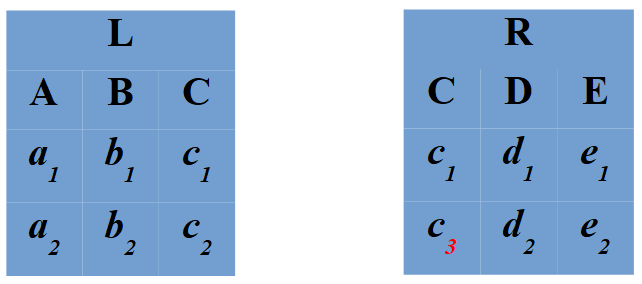 L
A B C
a1 b1 c1
a2 b2 c2
R
C D E
c1 d1 e1
c3 d2 e2